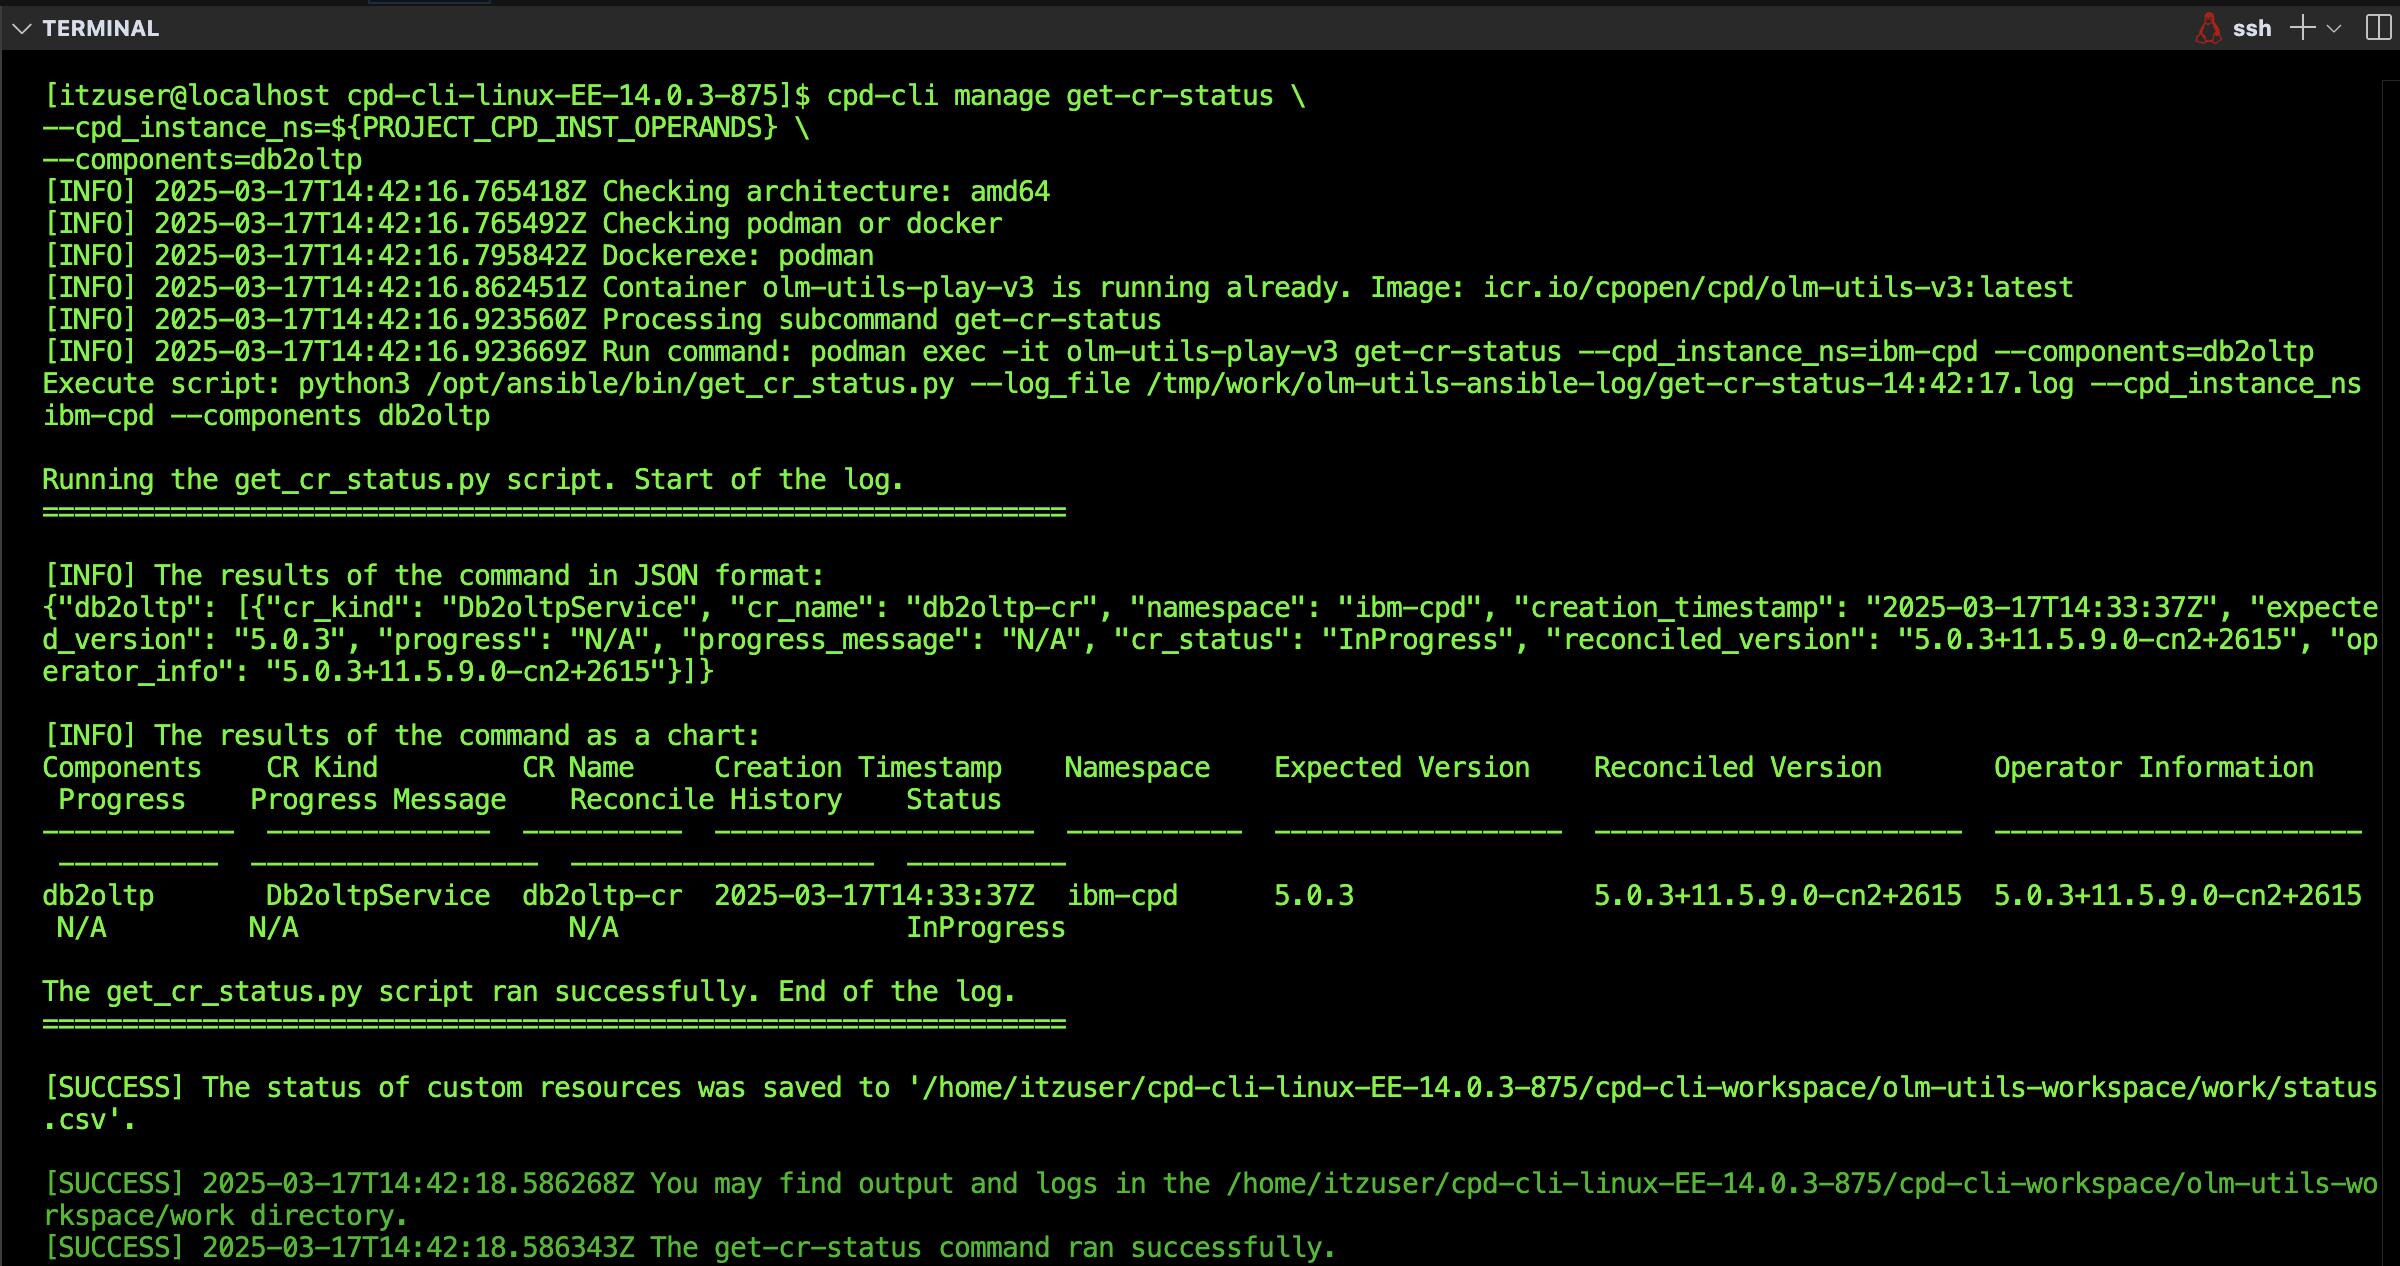 TERMINAL
ssh
[itzuser@localhost cpd-cli-linux-EE-14.0.3-875]$ cpd-cli manage get-cr-status \
--cpd_instance_ns=${PROJECT_CPD_INST_OPERANDS} \
--components=db2oltp
[INFO] 2025-03-17T14:42:16.765418Z Checking architecture: amd64
[INFO] 2025-03-17T14:42:16.765492Z Checking podman or docker
[INFO] 2025-03-17T14:42:16.795842Z Dockerexe: podman
[INFO] 2025-03-17T14:42:16.862451Z Container olm-utils-play-v3 is running already. Image: icr.io/cpopen/cpd/olm-utils-v3:latest
[INFO] 2025-03-17T14:42:16.923560Z Processing subcommand get-cr-status
[INFO] 2025-03-17T14:42:16.923669Z Run command: podman exec -it olm-utils-play-v3 get-cr-status --cpd_instance_ns=ibm-cpd --components=db2oltp
Execute script: python3 /opt/ansible/bin/get_cr_status.py --log_file /tmp/work/olm-utils-ansible-log/get-cr-status-14:42:17.log --cpd_instance_ns
ibm-cpd --components db2oltp
Running the get_cr_status.py script. Start of the log.
================================================================
[INFO] The results of the command in JSON format:
{"db2oltp": [{"cr_kind": "Db2oltpService", "cr_name": "db2oltp-cr", "namespace": "ibm-cpd", "creation_timestamp": "2025-03-17T14:33:37Z", "expecte
d_version": "5.0.3", "progress": "N/A", "progress_message": "N/A", "cr_status": "InProgress", "reconciled_version": "5.0.3+11.5.9.0-cn2+2615", "op
erator_info": "5.0.3+11.5.9.0-cn2+2615"}]}
[INFO] The results of the command as a chart:
Components    CR Kind         CR Name     Creation Timestamp    Namespace    Expected Version    Reconciled Version       Operator Information
 Progress    Progress Message    Reconcile History    Status
------------  --------------  ----------  --------------------  -----------  ------------------  -----------------------  -----------------------
 ----------  ------------------  -------------------  ----------
db2oltp       Db2oltpService  db2oltp-cr  2025-03-17T14:33:37Z  ibm-cpd      5.0.3               5.0.3+11.5.9.0-cn2+2615  5.0.3+11.5.9.0-cn2+2615
 N/A         N/A                 N/A                  InProgress
The get_cr_status.py script ran successfully. End of the log.
================================================================
[SUCCESS] The status of custom resources was saved to '/home/itzuser/cpd-cli-linux-EE-14.0.3-875/cpd-cli-workspace/olm-utils-workspace/work/status
.csv'.
[SUCCESS] 2025-03-17T14:42:18.586268Z You may find output and logs in the /home/itzuser/cpd-cli-linux-EE-14.0.3-875/cpd-cli-workspace/olm-utils-wo
rkspace/work directory.
[SUCCESS] 2025-03-17T14:42:18.586343Z The get-cr-status command ran successfully.